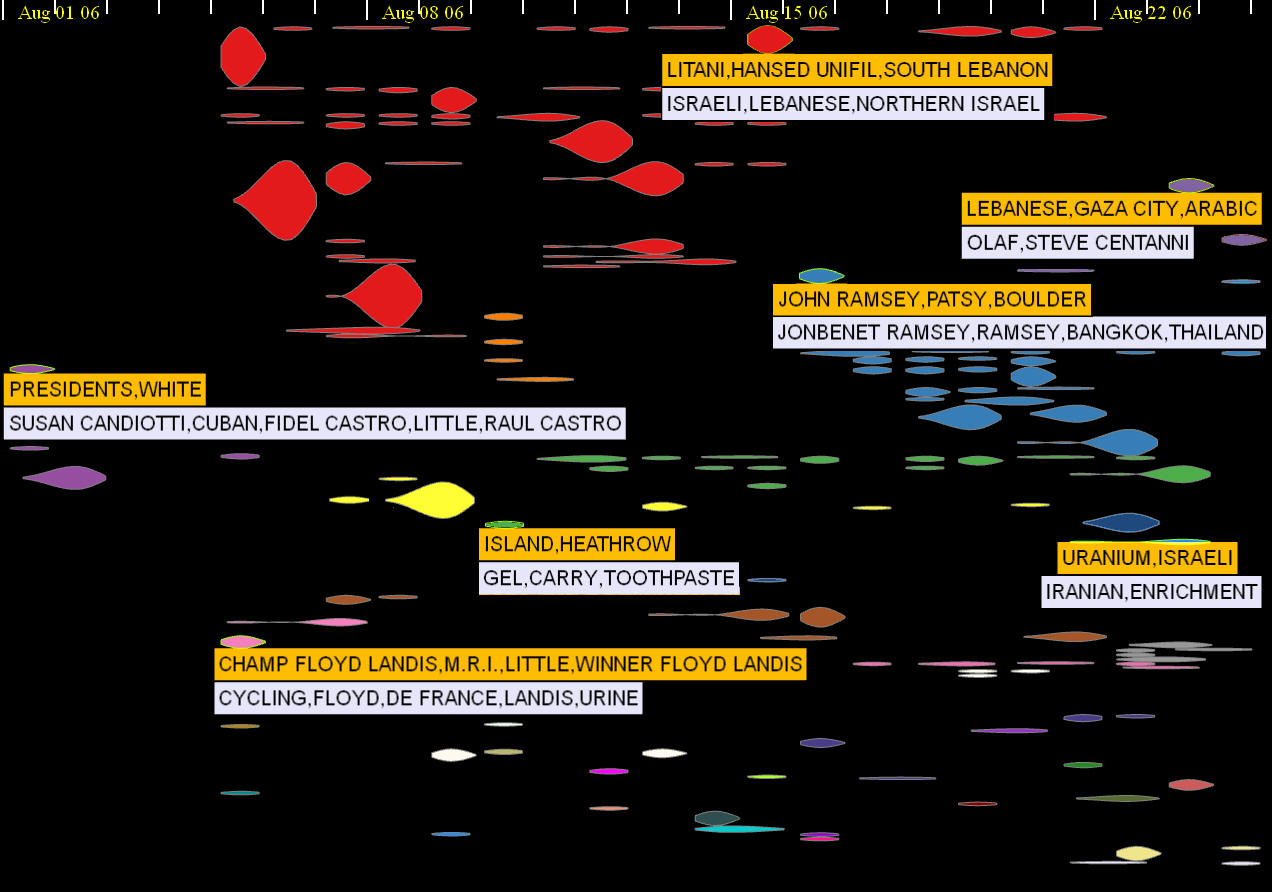 Aug 01 06
Aug 08 06
Aug 15 06
Aug 22 06
LITANI,HANSED UNIFIL,SOUTH LEBANON
ISRAELI,LEBANESE,NORTHERN ISRAEL
LEBANESE,GAZA CITY,ARABIC
OLAF,STEVE CENTANNI
JOHN RAMSEY,PATSY,BOULDER
JONBENET RAMSEY,RAMSEY,BANGKOK,THAILAND
PRESIDENTS,WHITE
SUSAN CANDIOTTI,CUBAN,FIDEL CASTRO,LITTLE,RAUL CASTRO
ISLAND,HEATHROW
GEL,CARRY,TOOTHPASTE
URANIUM,ISRAELI
IRANIAN,ENRICHMENT
CHAMP FLOYD LANDIS,M.R.I.,LITTLE,WINNER FLOYD LANDIS
CYCLING,FLOYD,DE FRANCE,LANDIS,URINE